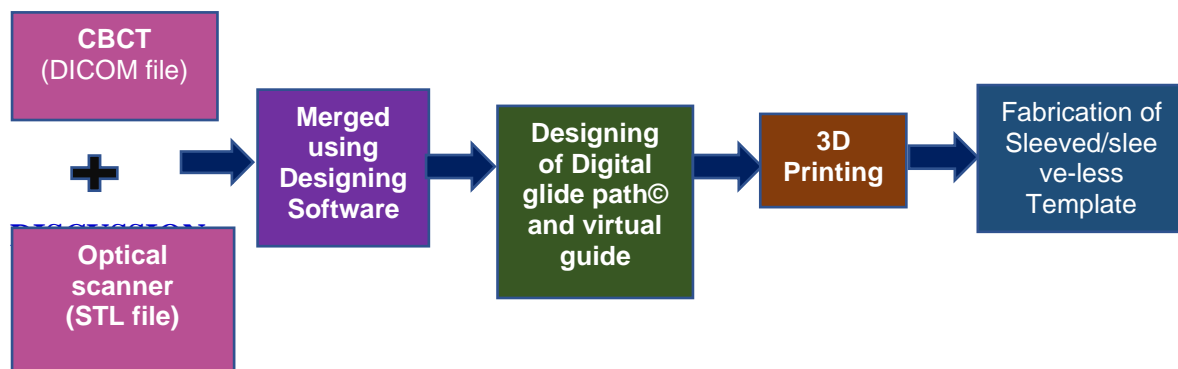 CBCT
(DICOM file)
DISCUSSION
Optical
scanner
(STL file)
Merged
using
Designing
Software
Designing
of Digital
glide path©
and virtual
guide
3D
Printing
Fabrication of
Sleeved/slee
ve-less
Template